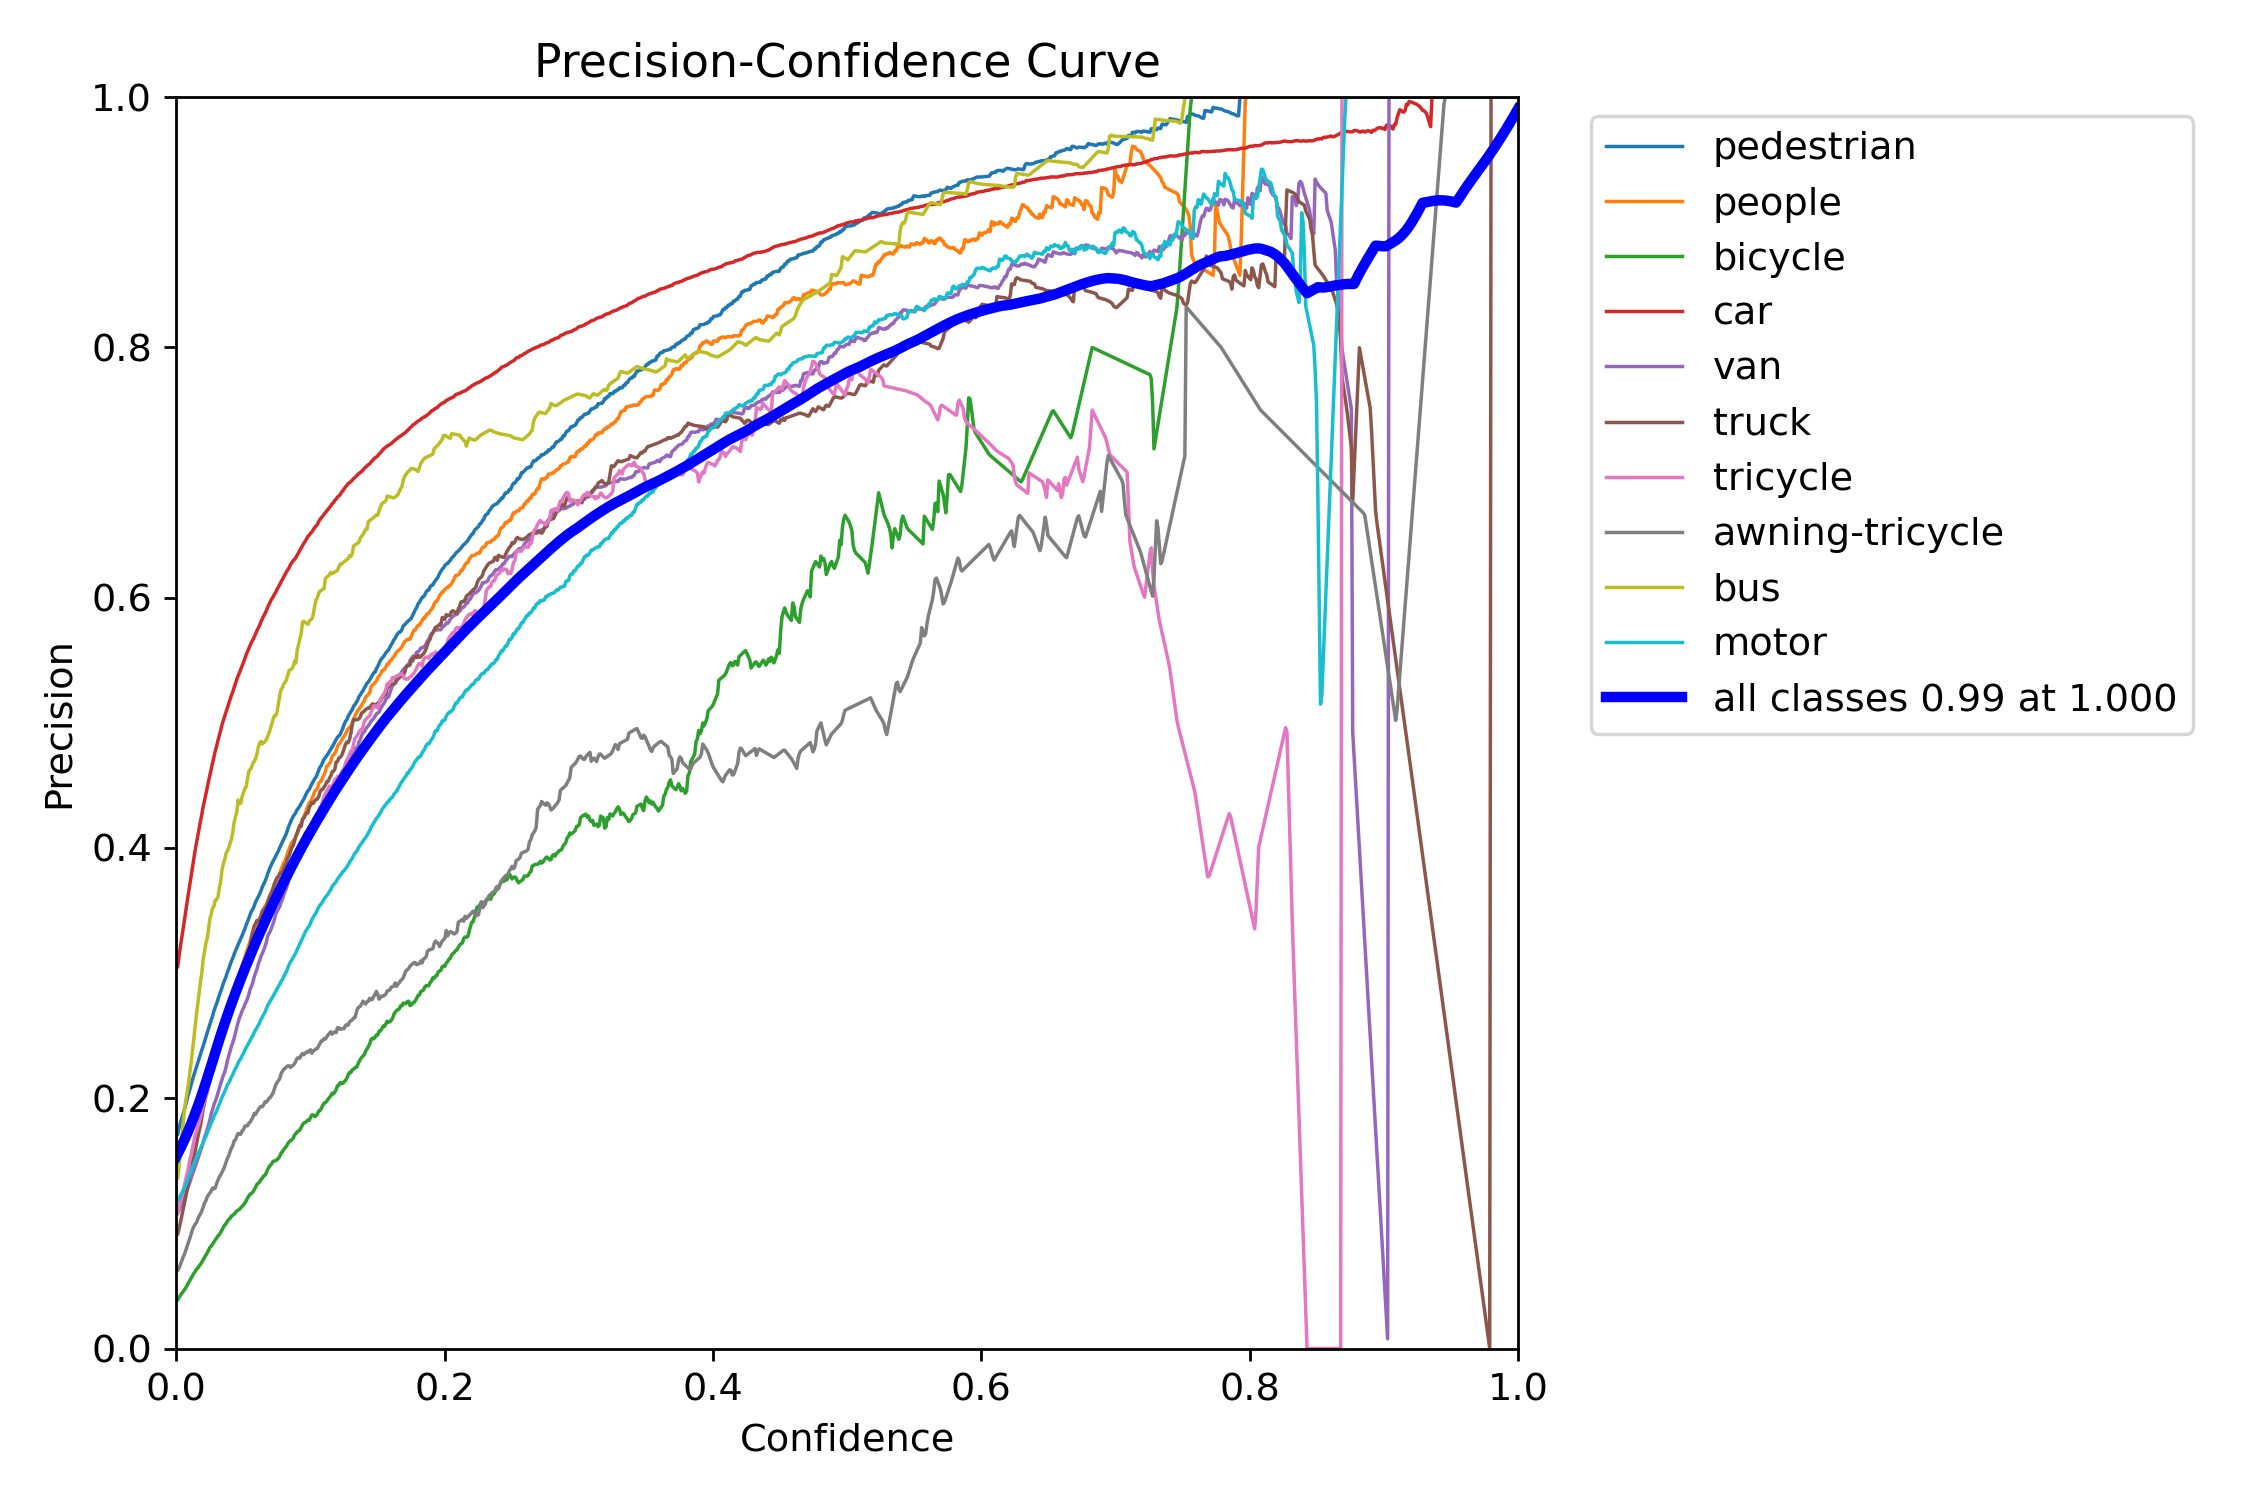 Precision-Confidence Curve
1.0
0.8
0.6
0.4
0.2
0.0
Precision
0.0 0.2 0.4 0.6 0.8 1.0
Confidence
pedestrian
people
bicycle
car
van
truck
tricycle
awning-tricycle
bus
motor
all classes 0.99 at 1.000